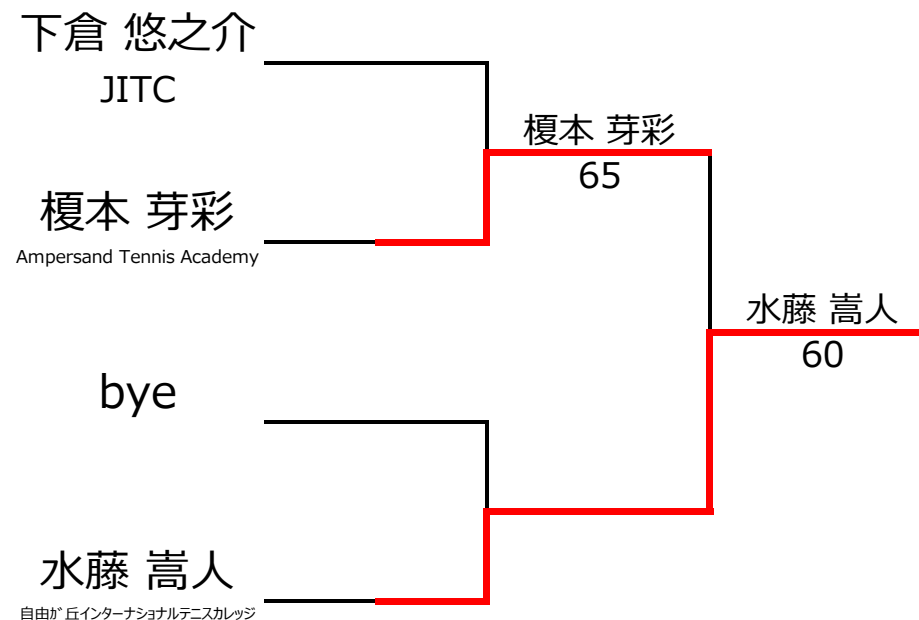 下倉 悠之介
JITC
榎本 芽彩
65
榎本 芽彩
Ampersand Tennis Academy
水藤 嵩人
60
bye
水藤 嵩人
自由が丘インターナショナルテニスカレッジ